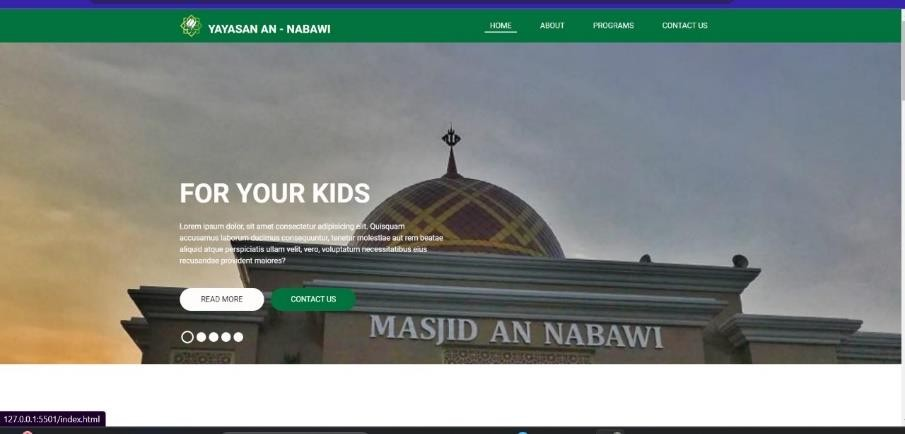 YAYASAN AN - NABAWI
HOME ABOUT PROGRAMS CONTACT US
FOR YOUR KIDS
Lorem ipsum dolor, sit amet consectetur adipisicing elit. Quisquam
accusamus laborum ducimus consequuntur, tenetur molestiae aut rem beatae
aliquid atque perspiciatis ullam velit, vero, voluptatum necessitatibus eius
recusandae provident maiores?
READ MORE CONTACT US
MASJID AN NABAWI
127.0.0.1:5501/index.html